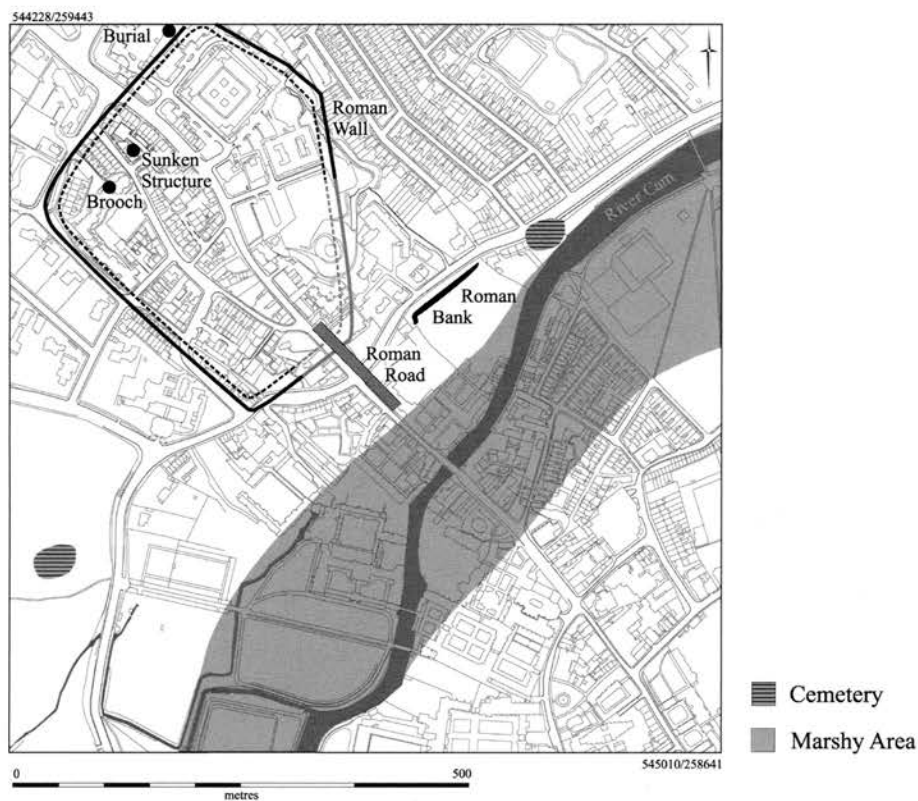 544228/259443
Burial
Roman
Wall
Sunken
Structure
Brooch
River Cam
Roman
Bank
Roman
Road
Cemetery
Marshy Area
545010/258641
0
500
metres